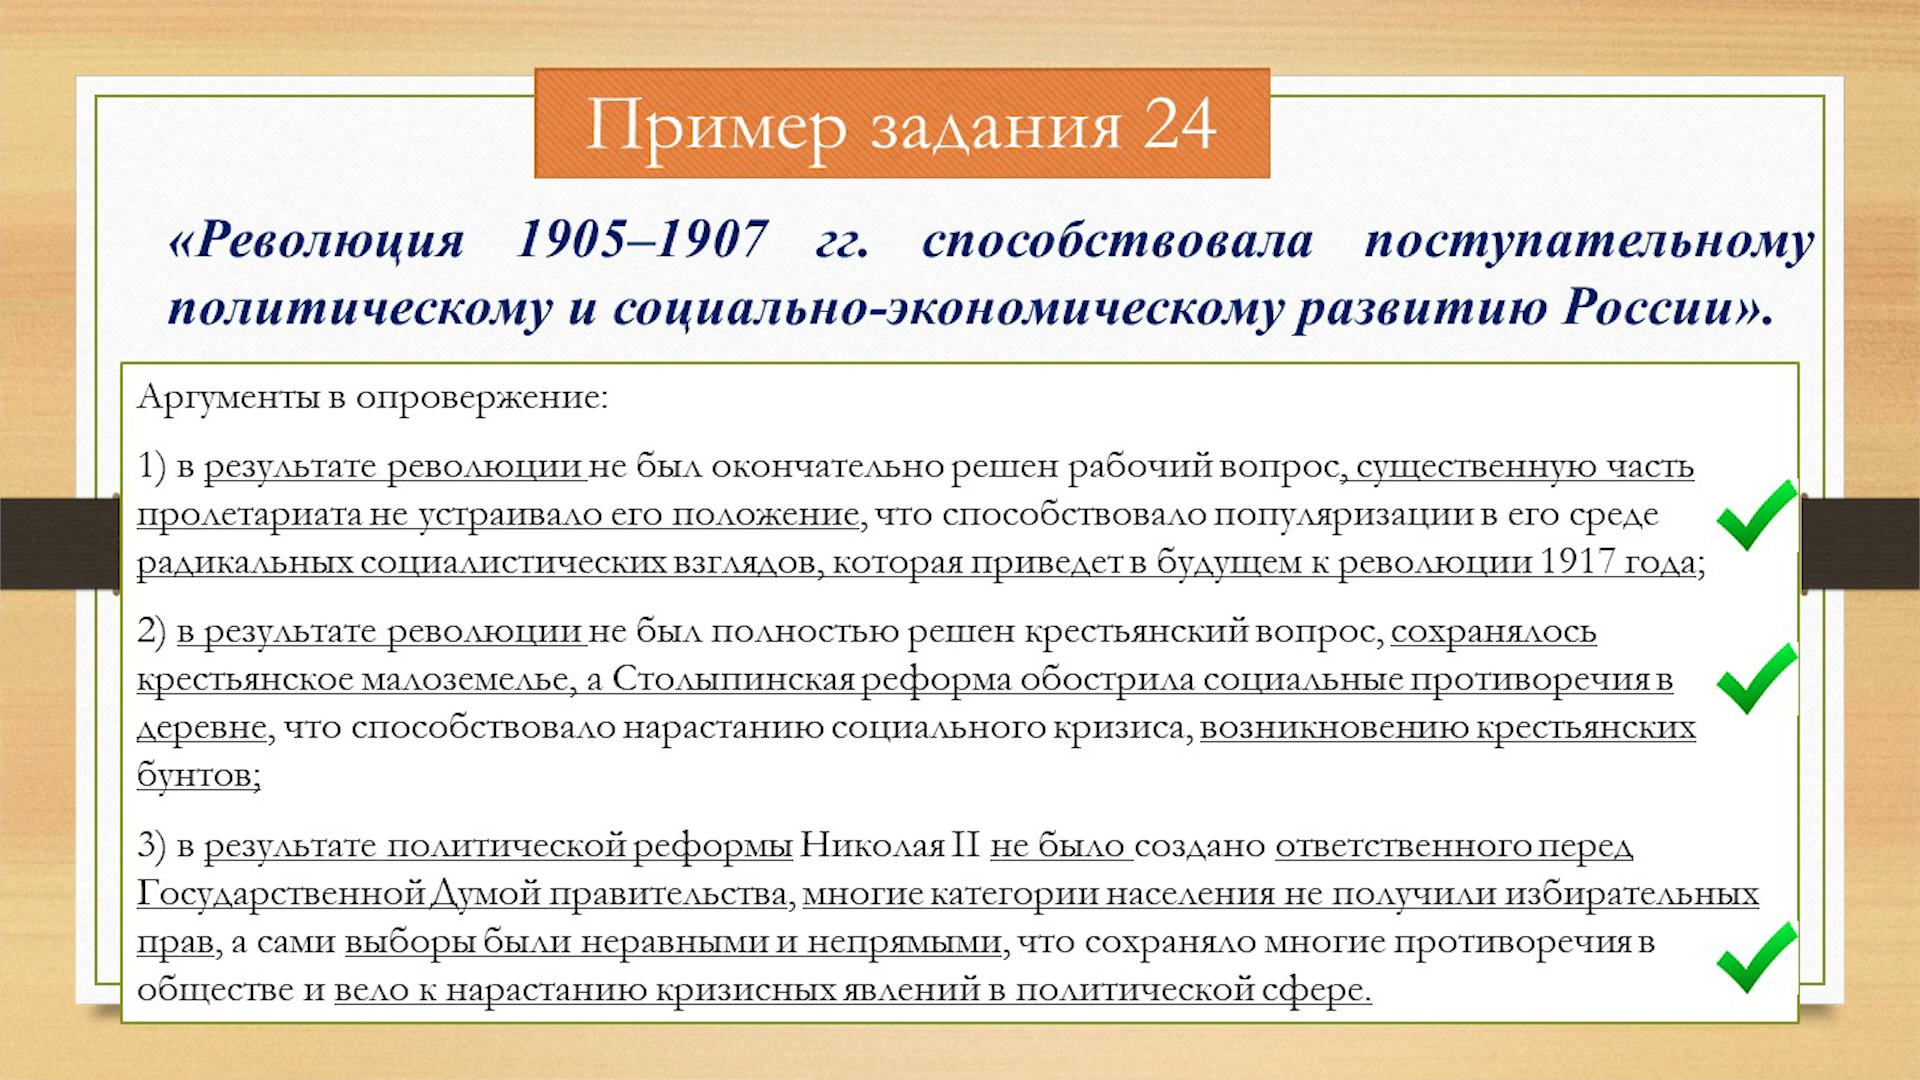 Пример задания 24
«Революция 1905–1907 гг. способствовала поступательному
политическому и социально-экономическому развитию России».
Аргументы в опровержение:
1) в результате революции не был окончательно решен рабочий вопрос, существенную часть
пролетариата не устраивало его положение, что способствовало популяризации в его среде
радикальных социалистических взглядов, которая приведет в будущем к революции 1917 года;
2) в результате революции не был полностью решен крестьянский вопрос, сохранялось
крестьянское малоземелье, а Столыпинская реформа обострила социальные противоречия в
деревне, что способствовало нарастанию социального кризиса, возникновению крестьянских
бунтов;
3) в результате политической реформы Николая II не было создано ответственного перед
Государственной Думой правительства, многие категории населения не получили избирательных
прав, а сами выборы были неравными и непрямыми, что сохраняло многие противоречия в
обществе и вело к нарастанию кризисных явлений в политической сфере.